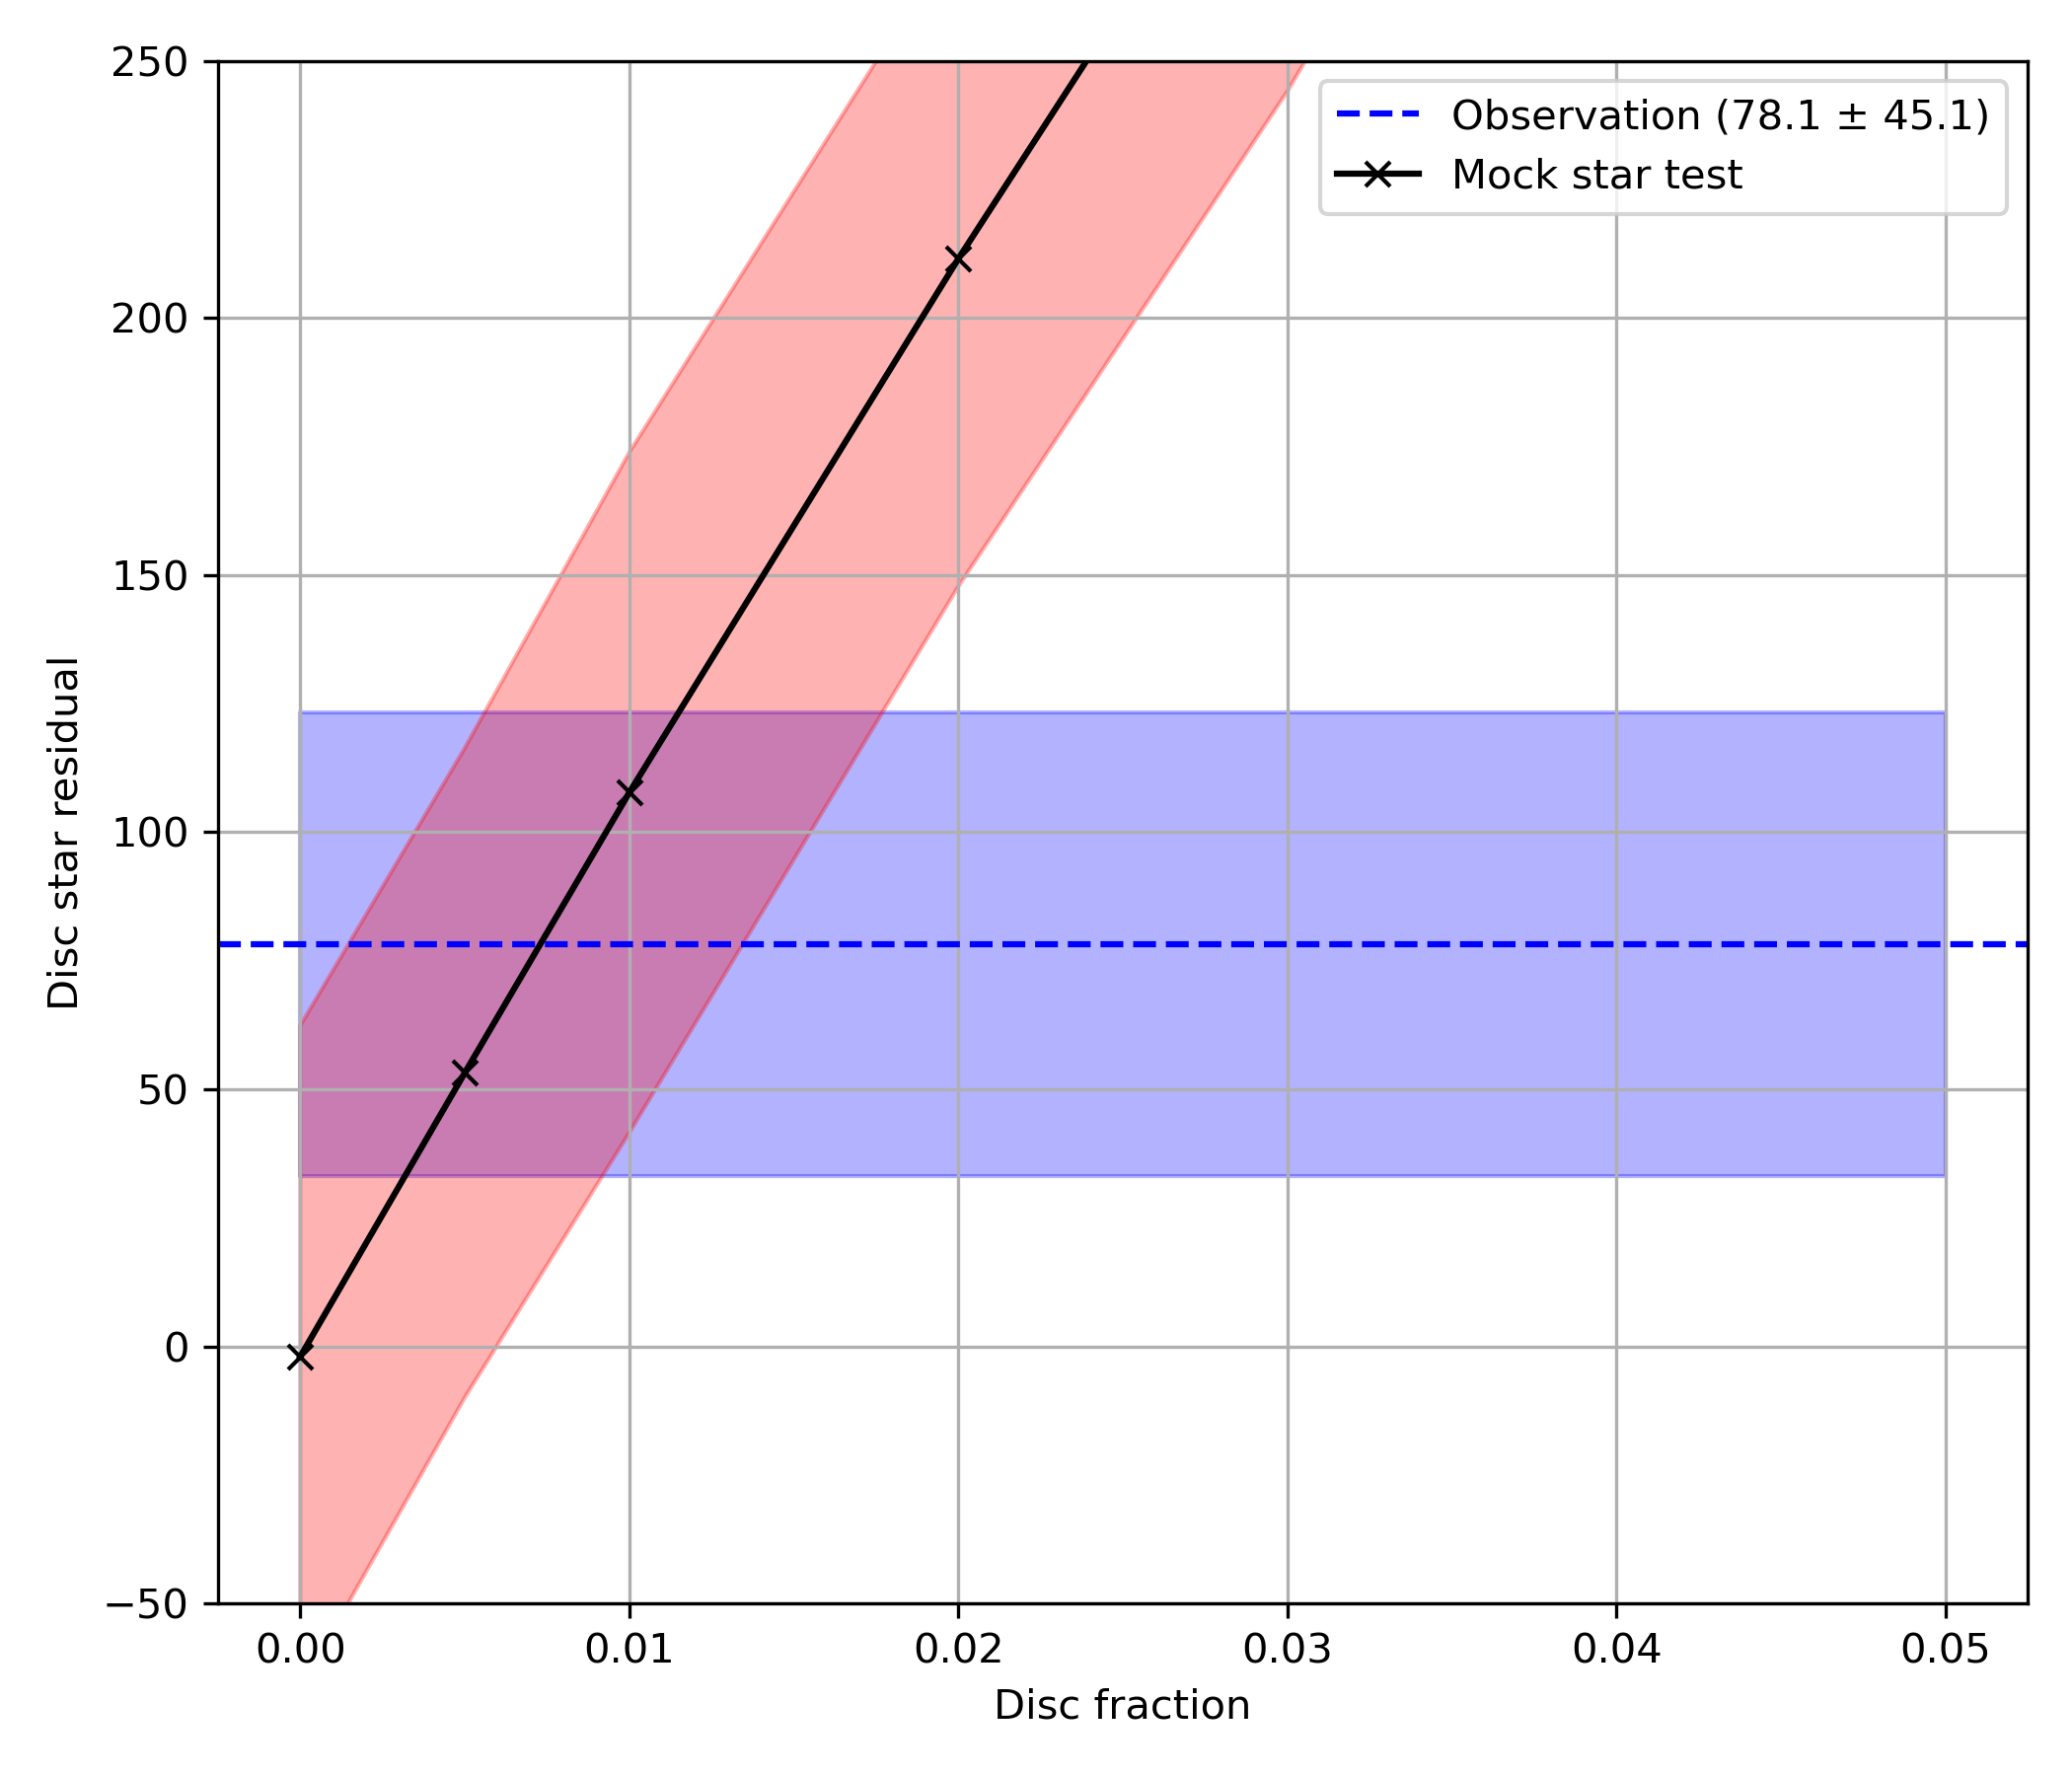 250
200
150
100
50
0
−50
Disc star residual
Observation (78.1 ± 45.1)
Mock star test
0.00 0.01 0.02 0.03 0.04 0.05
Disc fraction